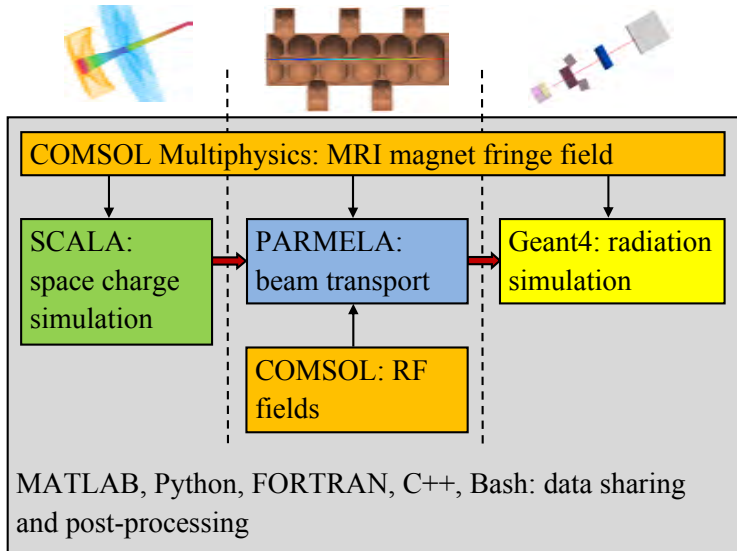 COMSOL Multiphysics: MRI magnet fringe field
SCALA:
space charge
simulation
PARMELA:
beam transport
Geant4: radiation
simulation
COMSOL: RF
fields
MATLAB, Python, FORTRAN, C++, Bash: data sharing
and post-processing